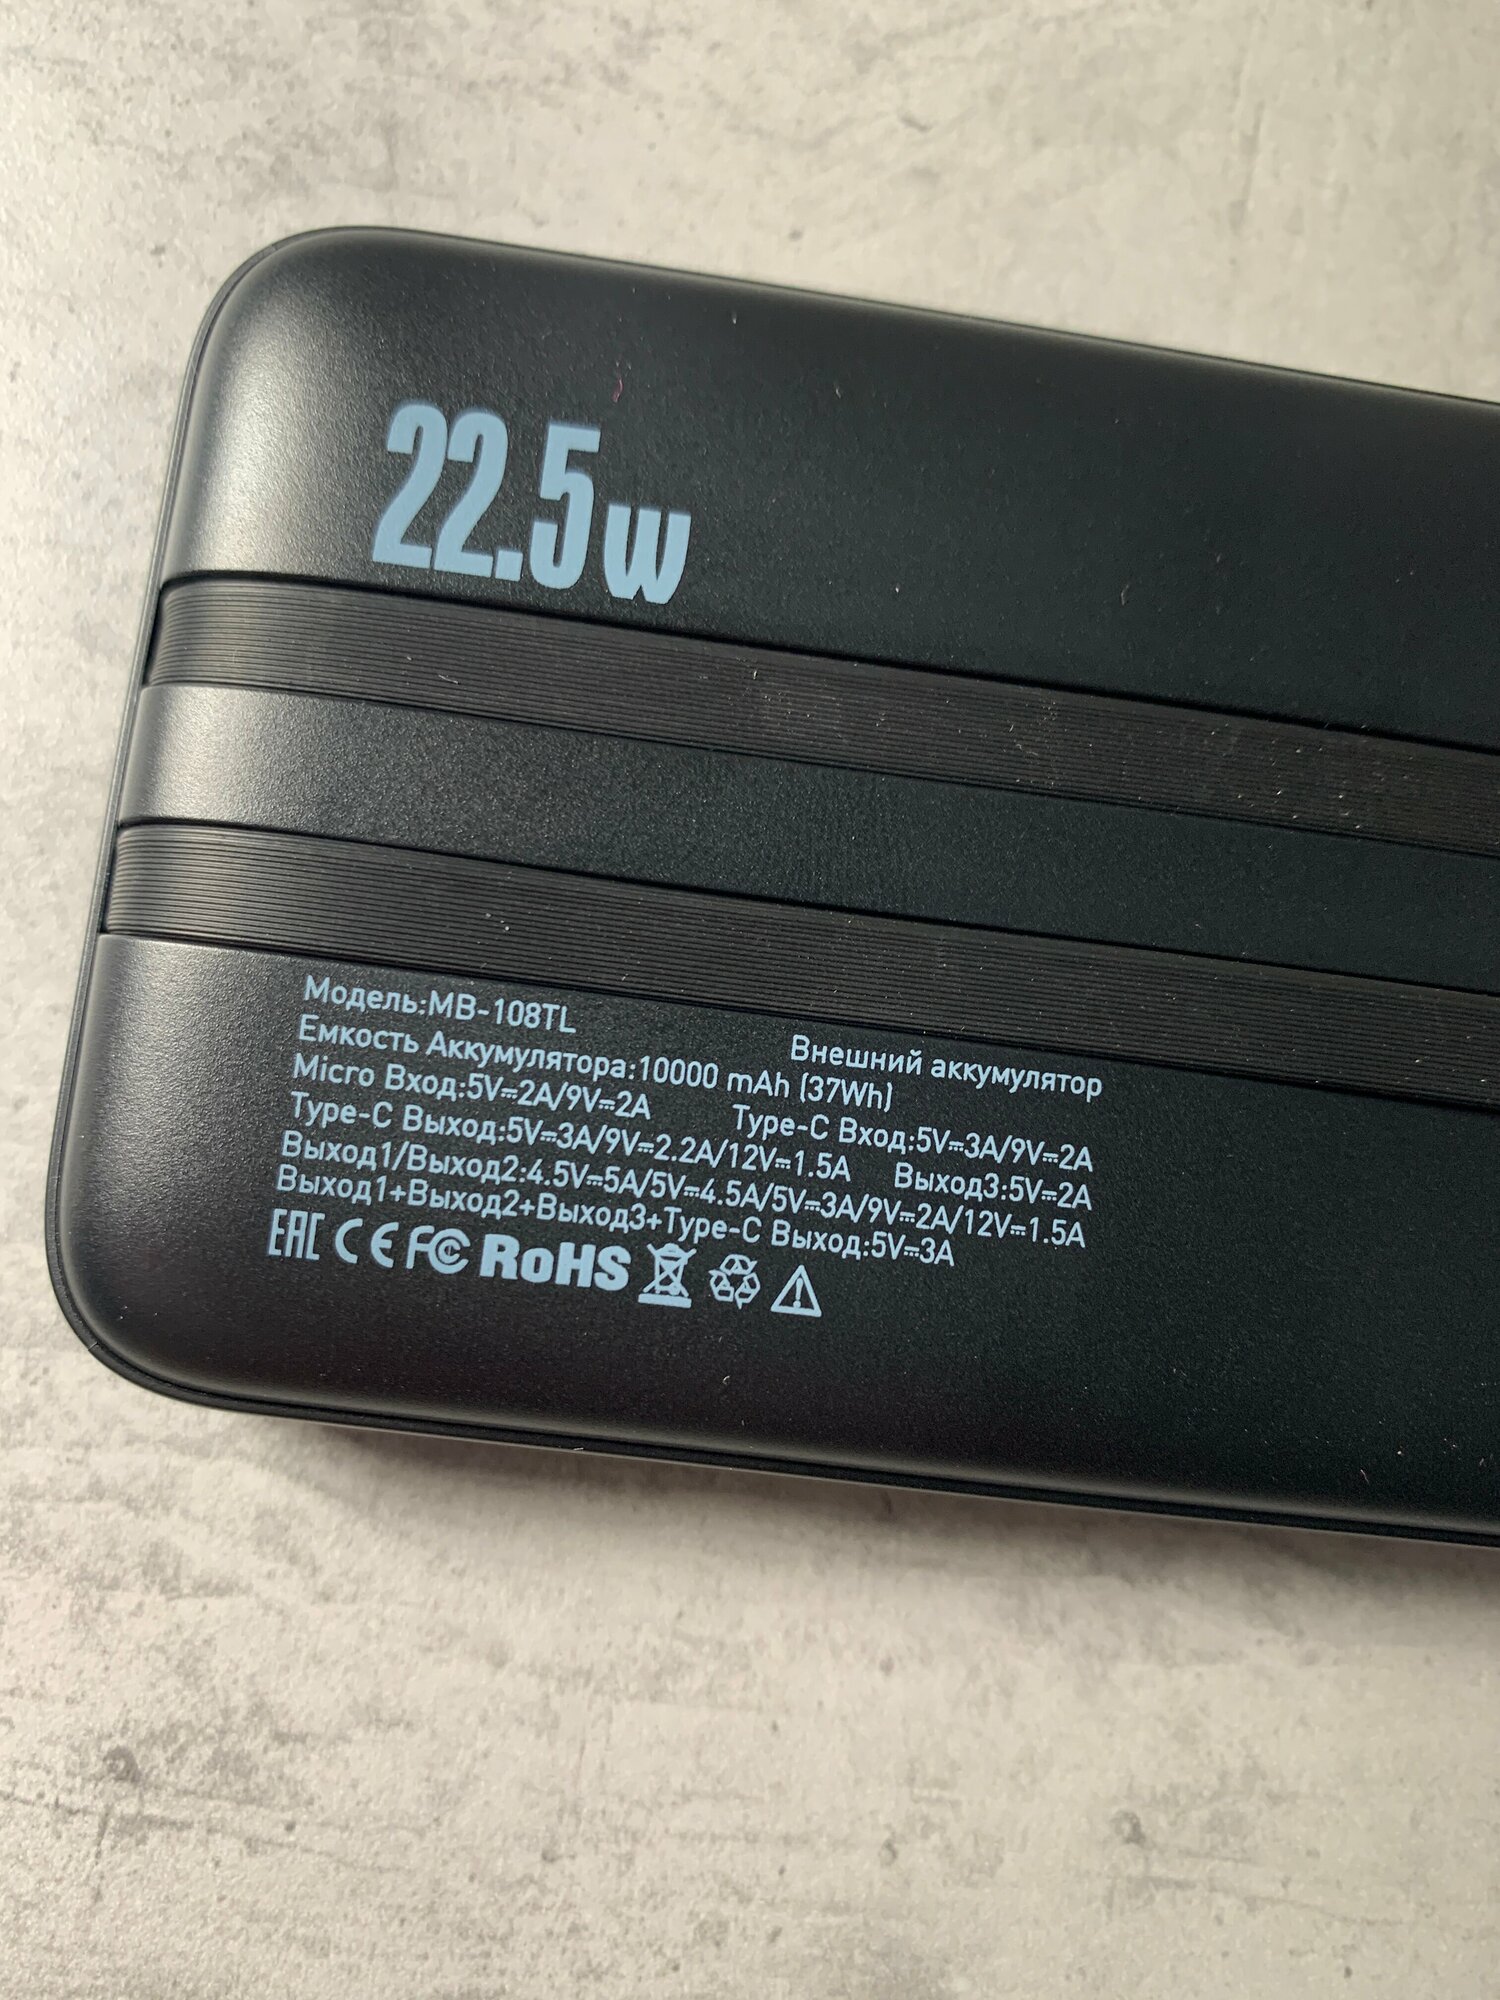 22.5w
Модель:MB-108TL
Внешний аккумулятор
Емкость Аккумулятора:10000 mAh (37Wh)
Micro Вход:5V⎓2A/9V⎓2A Type-C Вход:5V⎓3A/9V⎓2A
Type-C Выход:5V⎓3A/9V⎓2.2A/12V⎓1.5A Выход3:5V⎓2A
Выход1/Выход2:4.5V⎓5A/5V⎓4.5A/5V⎓3A/9V⎓2A/12V⎓1.5A
Выход1+Выход2+Выход3+Type-C Выход:5V⎓3A
EAC CE FC RoHS